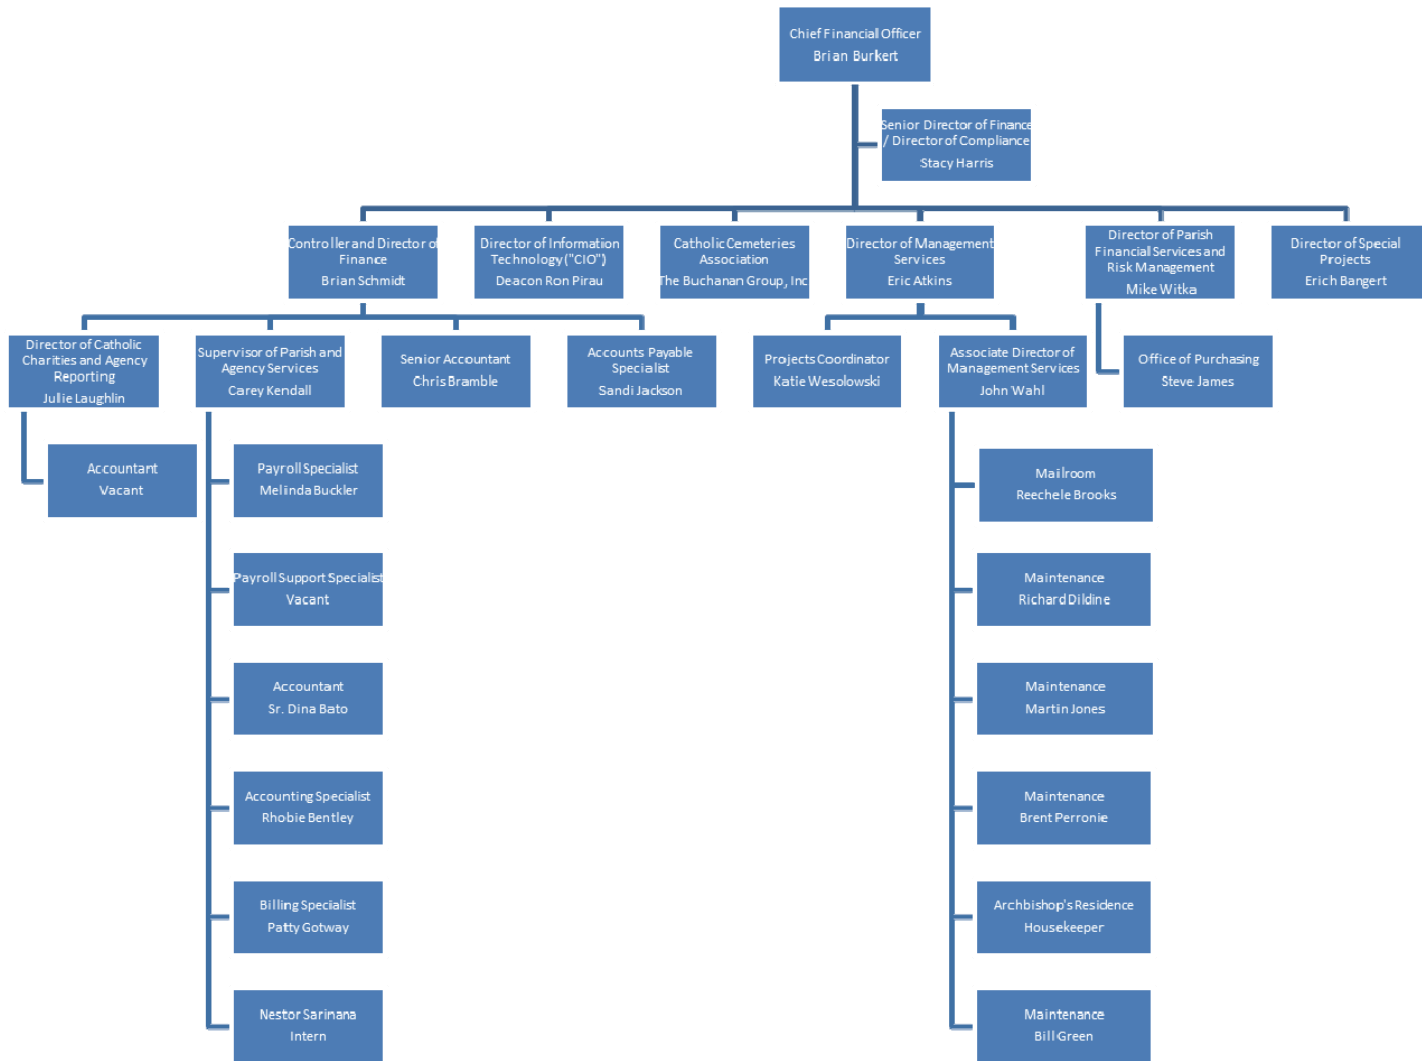 Chief Financial Officer
Brian Burkert
Senior Director of Finance
/ Director of Compliance
Stacy Harris
Controller and Director of
Finance
Brian Schmidt
Director of Information
Technology ("CIO")
Deacon Ron Pirau
Catholic Cemeteries
Association
The Buchanan Group, Inc
Director of Management
Services
Eric Atkins
Director of Parish
Financial Services and
Risk Management
Mike Witka
Director of Special
Projects
Erich Bangert
Director of Catholic
Charities and Agency
Reporting
Julie Laughlin
Supervisor of Parish and
Agency Services
Carey Kendall
Senior Accountant
Chris Bramble
Accounts Payable
Specialist
Sandi Jackson
Projects Coordinator
Katie Wesolowski
Associate Director of
Management Services
John Wahl
Office of Purchasing
Steve James
Accountant
Vacant
Payroll Specialist
Melinda Buckler
Payroll Support Specialist
Vacant
Accountant
Sr. Dina Bato
Accounting Specialist
Rhobie Bentley
Billing Specialist
Patty Gotway
Nestor Sarinana
Intern
Mailroom
Reechele Brooks
Maintenance
Richard Dildine
Maintenance
Martin Jones
Maintenance
Brent Perronie
Archbishop's Residence
Housekeeper
Maintenance
Bill Green